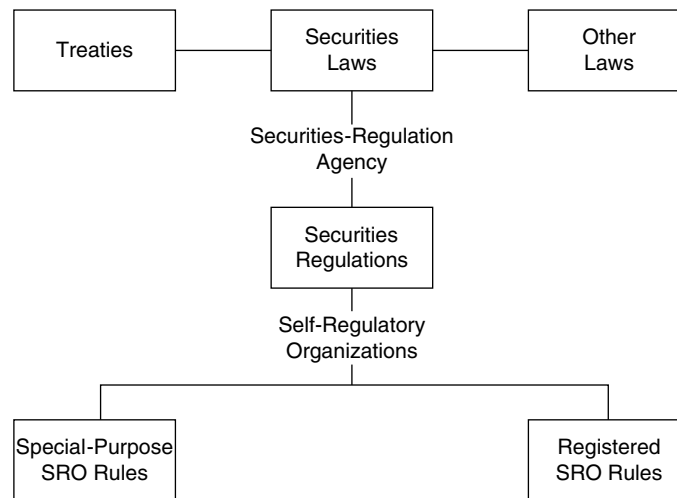 Treaties
Securities
Laws
Other
Laws
Securities-Regulation
Agency
Securities
Regulations
Self-Regulatory
Organizations
Special-Purpose
SRO Rules
Registered
SRO Rules